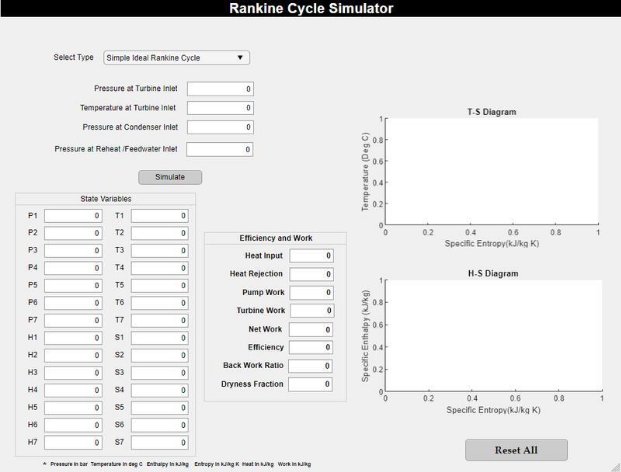 Rankine Cycle Simulator
Select Type Simple Ideal Rankine Cycle
Pressure at Turbine Inlet 0
Temperature at Turbine Inlet 0
Pressure at Condenser Inlet 0
Pressure at Reheat /Feedwater Inlet 0
Simulate
State Variables
P1 0 T1 0
P2 0 T2 0
P3 0 T3 0
P4 0 T4 0
P5 0 T5 0
P6 0 T6 0
P7 0 T7 0
H1 0 S1 0
H2 0 S2 0
H3 0 S3 0
H4 0 S4 0
H5 0 S5 0
H6 0 S6 0
H7 0 S7 0
* Pressure in bar Temperature in deg C Enthalpy in kJ/kg Entropy in kJ/kg K Heat in kJ/kg Work in kJ/kg
Efficiency and Work
Heat Input 0
Heat Rejection 0
Pump Work 0
Turbine Work 0
Net Work 0
Efficiency 0
Back Work Ratio 0
Dryness Fraction 0
T-S Diagram
Temperature (Deg C)
1
0.8
0.6
0.4
0.2
0
0 0.2 0.4 0.6 0.8 1
Specific Entropy(kJ/kg K)
H-S Diagram
Specific Enthalpy (kJ/kg)
1
0.8
0.6
0.4
0.2
0
0 0.2 0.4 0.6 0.8 1
Specific Entropy(kJ/kg K)
Reset All